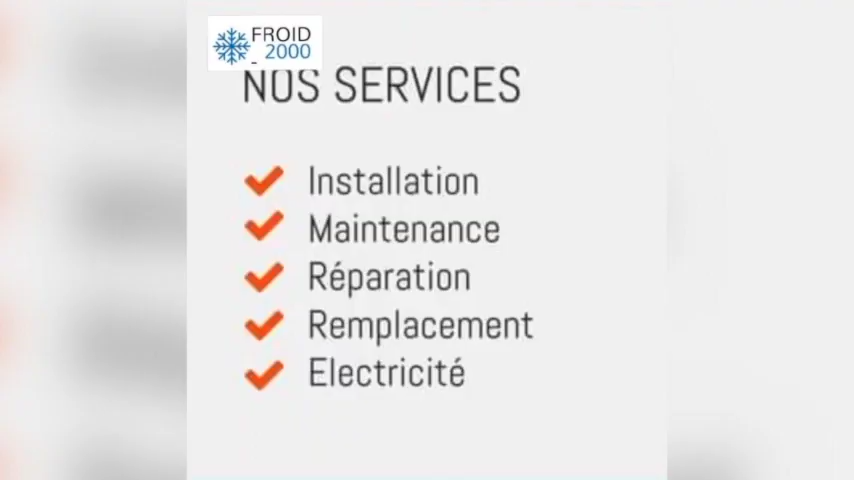 FROID
2000
NOS SERVICES
Installation
Maintenance
Réparation
Remplacement
Electricité